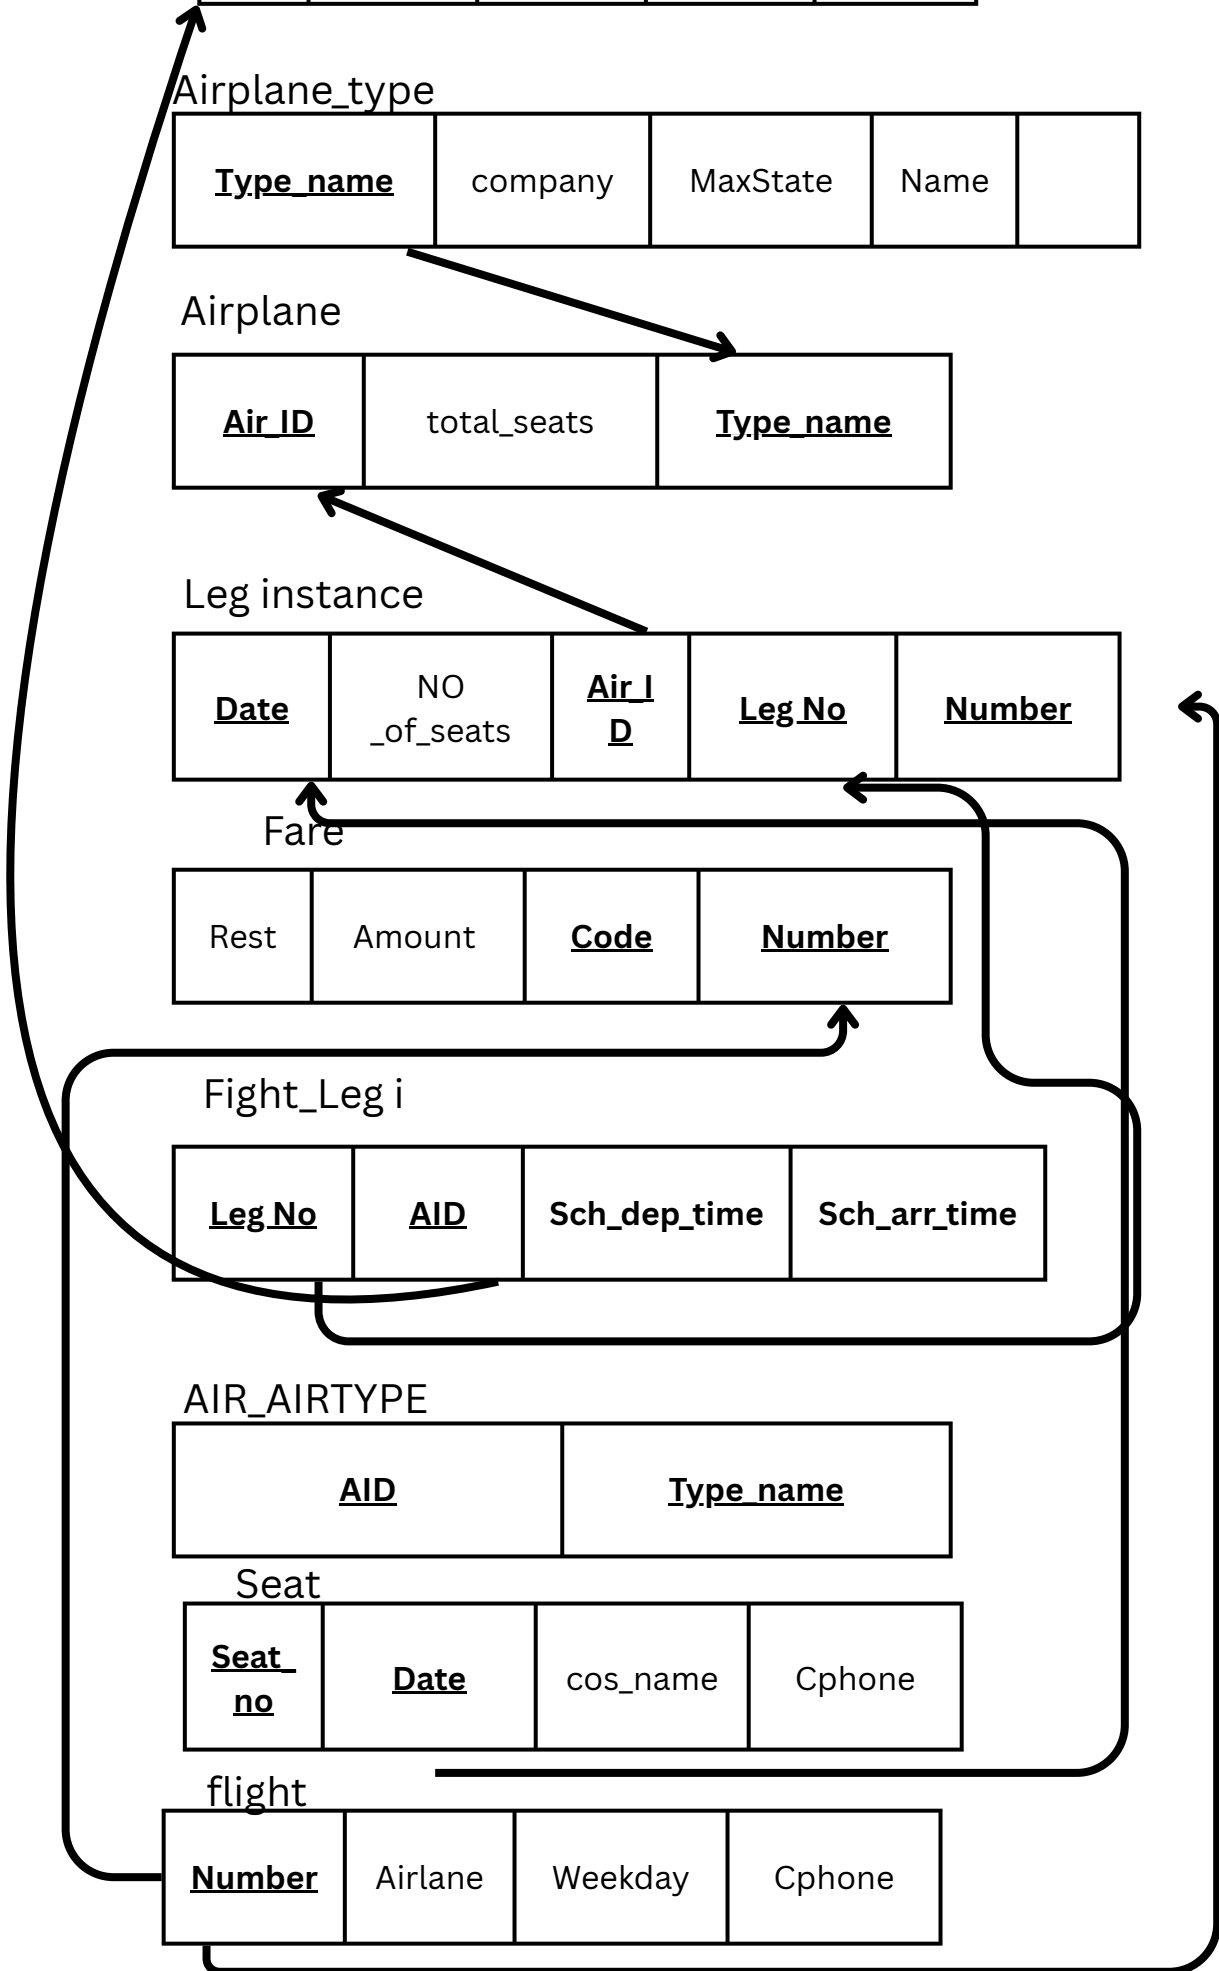 Airplane_type
Type_name company MaxState Name
Airplane
Air_ID total_seats Type_name
Leg instance
Date NO _of_seats Air_I D Leg No Number
Fare
Rest Amount Code Number
Fight_Leg i
Leg No AID Sch_dep_time Sch_arr_time
AIR_AIRTYPE
AID Type_name
Seat
Seat_ no Date cos_name Cphone
flight
Number Airlane Weekday Cphone